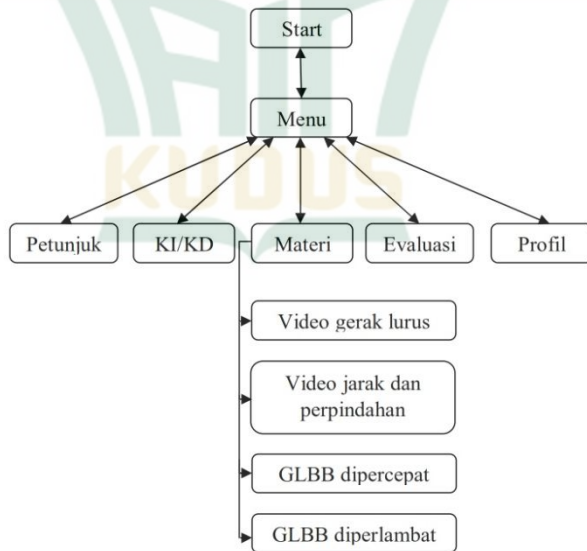 Start
Menu
KUDUS
Petunjuk
KI/KD
Materi
Evaluasi
Profil
Video gerak lurus
Video jarak dan
perpindahan
GLBB dipercepat
GLBB diperlambat